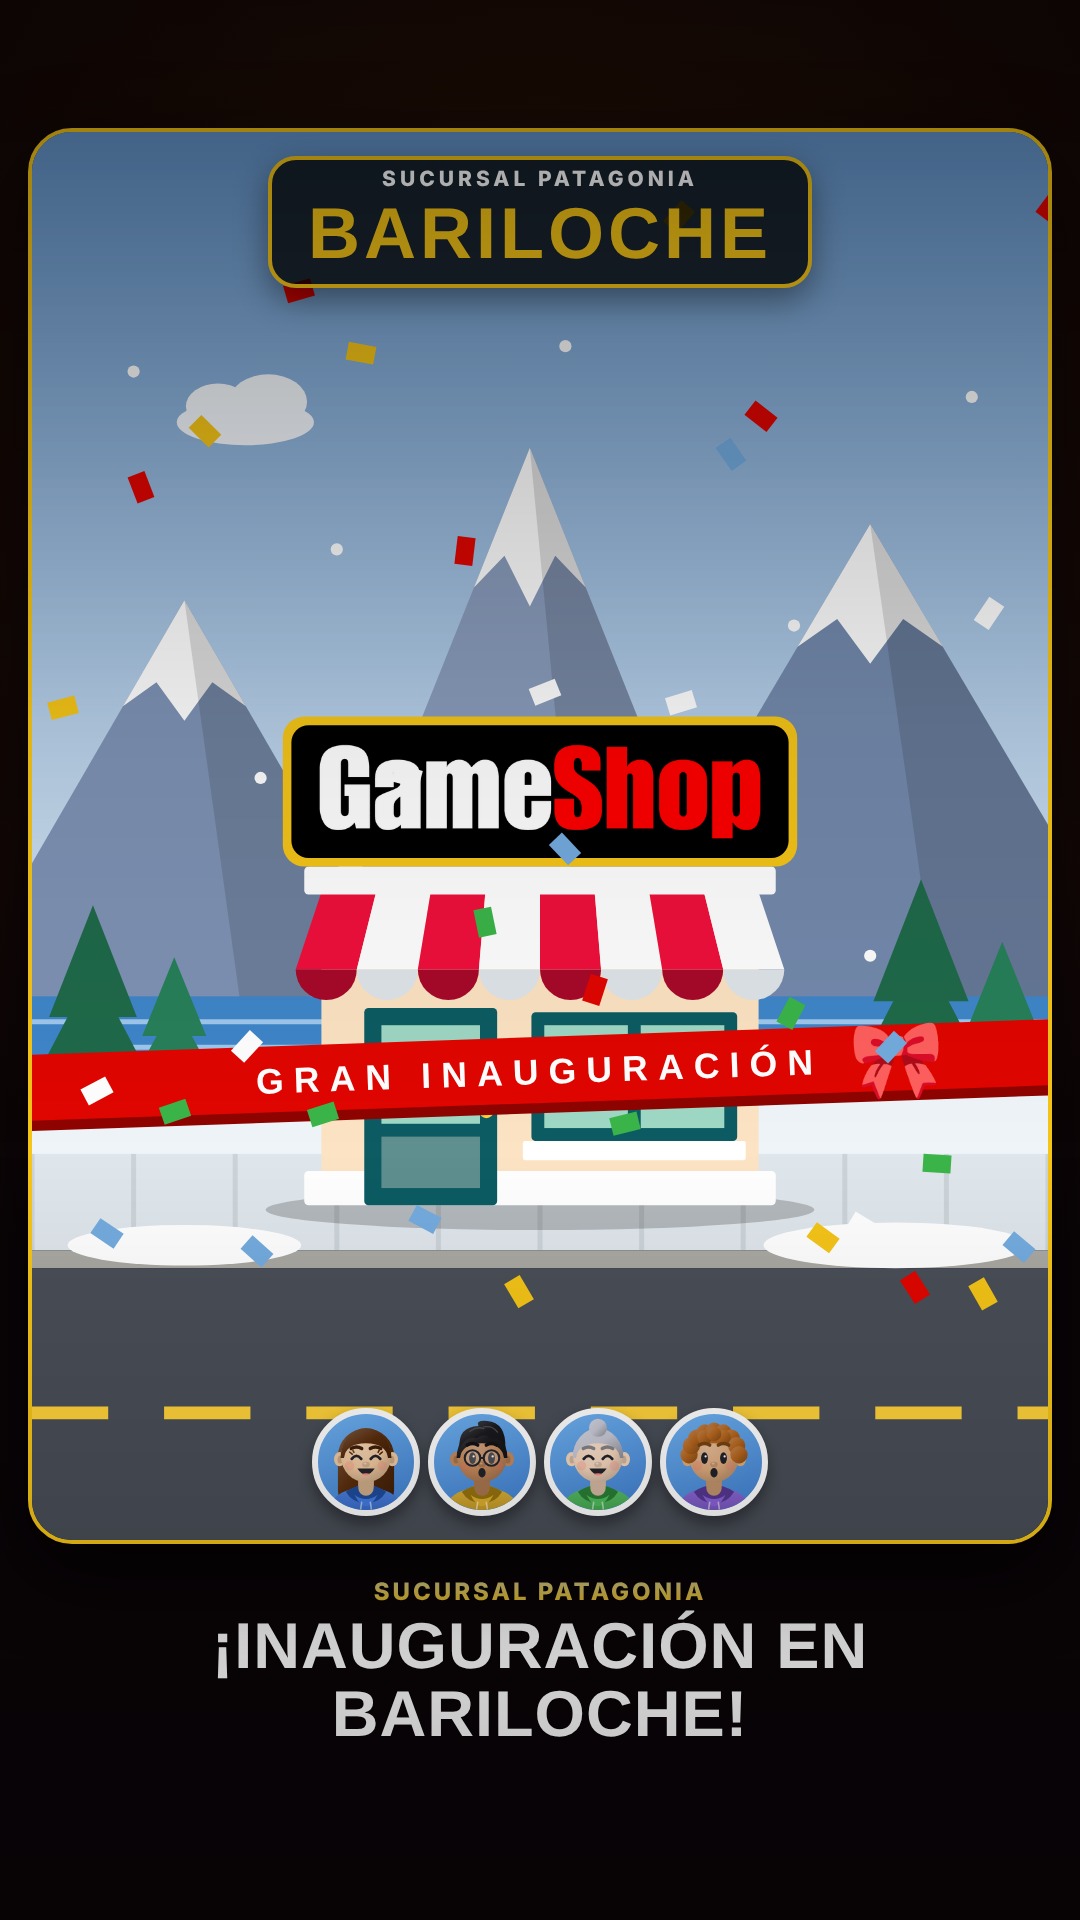 SUCURSAL PATAGONIA
BARILOCHE
GameShop
GRAN INAUGURACIÓN
SUCURSAL PATAGONIA
¡INAUGURACIÓN EN
BARILOCHE!